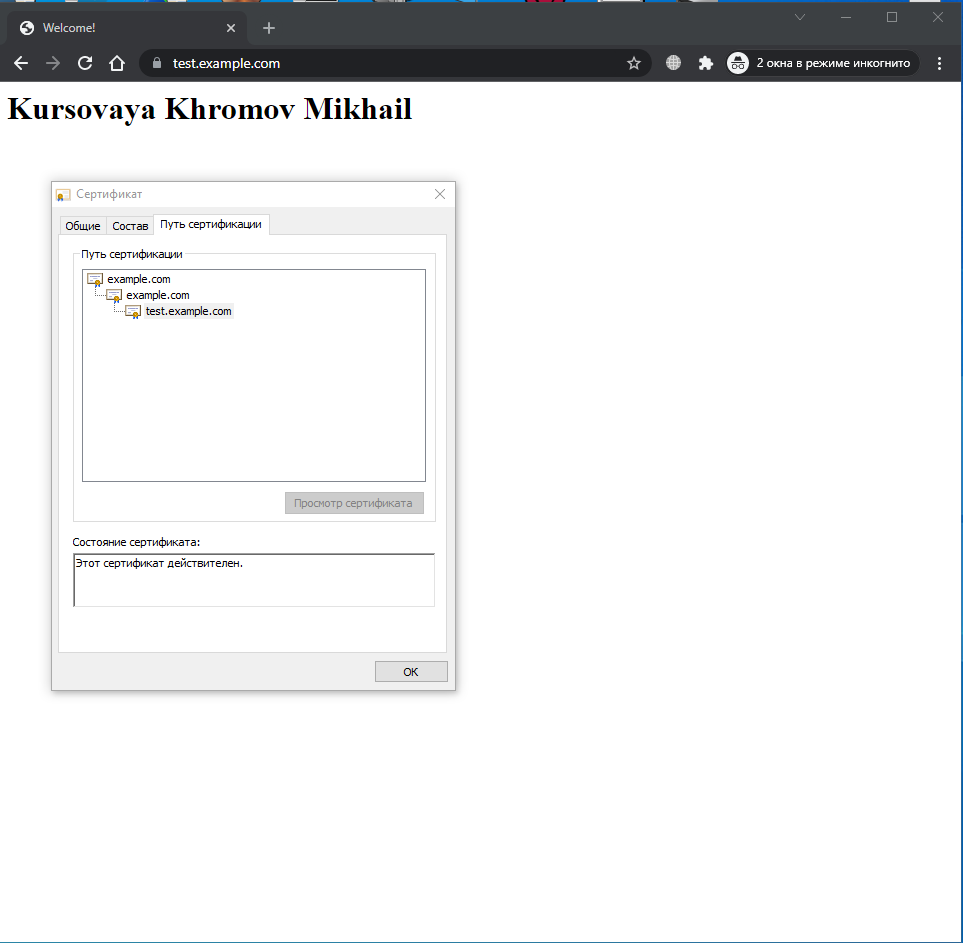 Welcome!
test.example.com
2 окна в режиме инкогнито
Kursovaya Khromov Mikhail
Сертификат
Общие Состав Путь сертификации
Путь сертификации
example.com
example.com
test.example.com
Просмотр сертификата
Состояние сертификата:
Этот сертификат действителен.
ОК